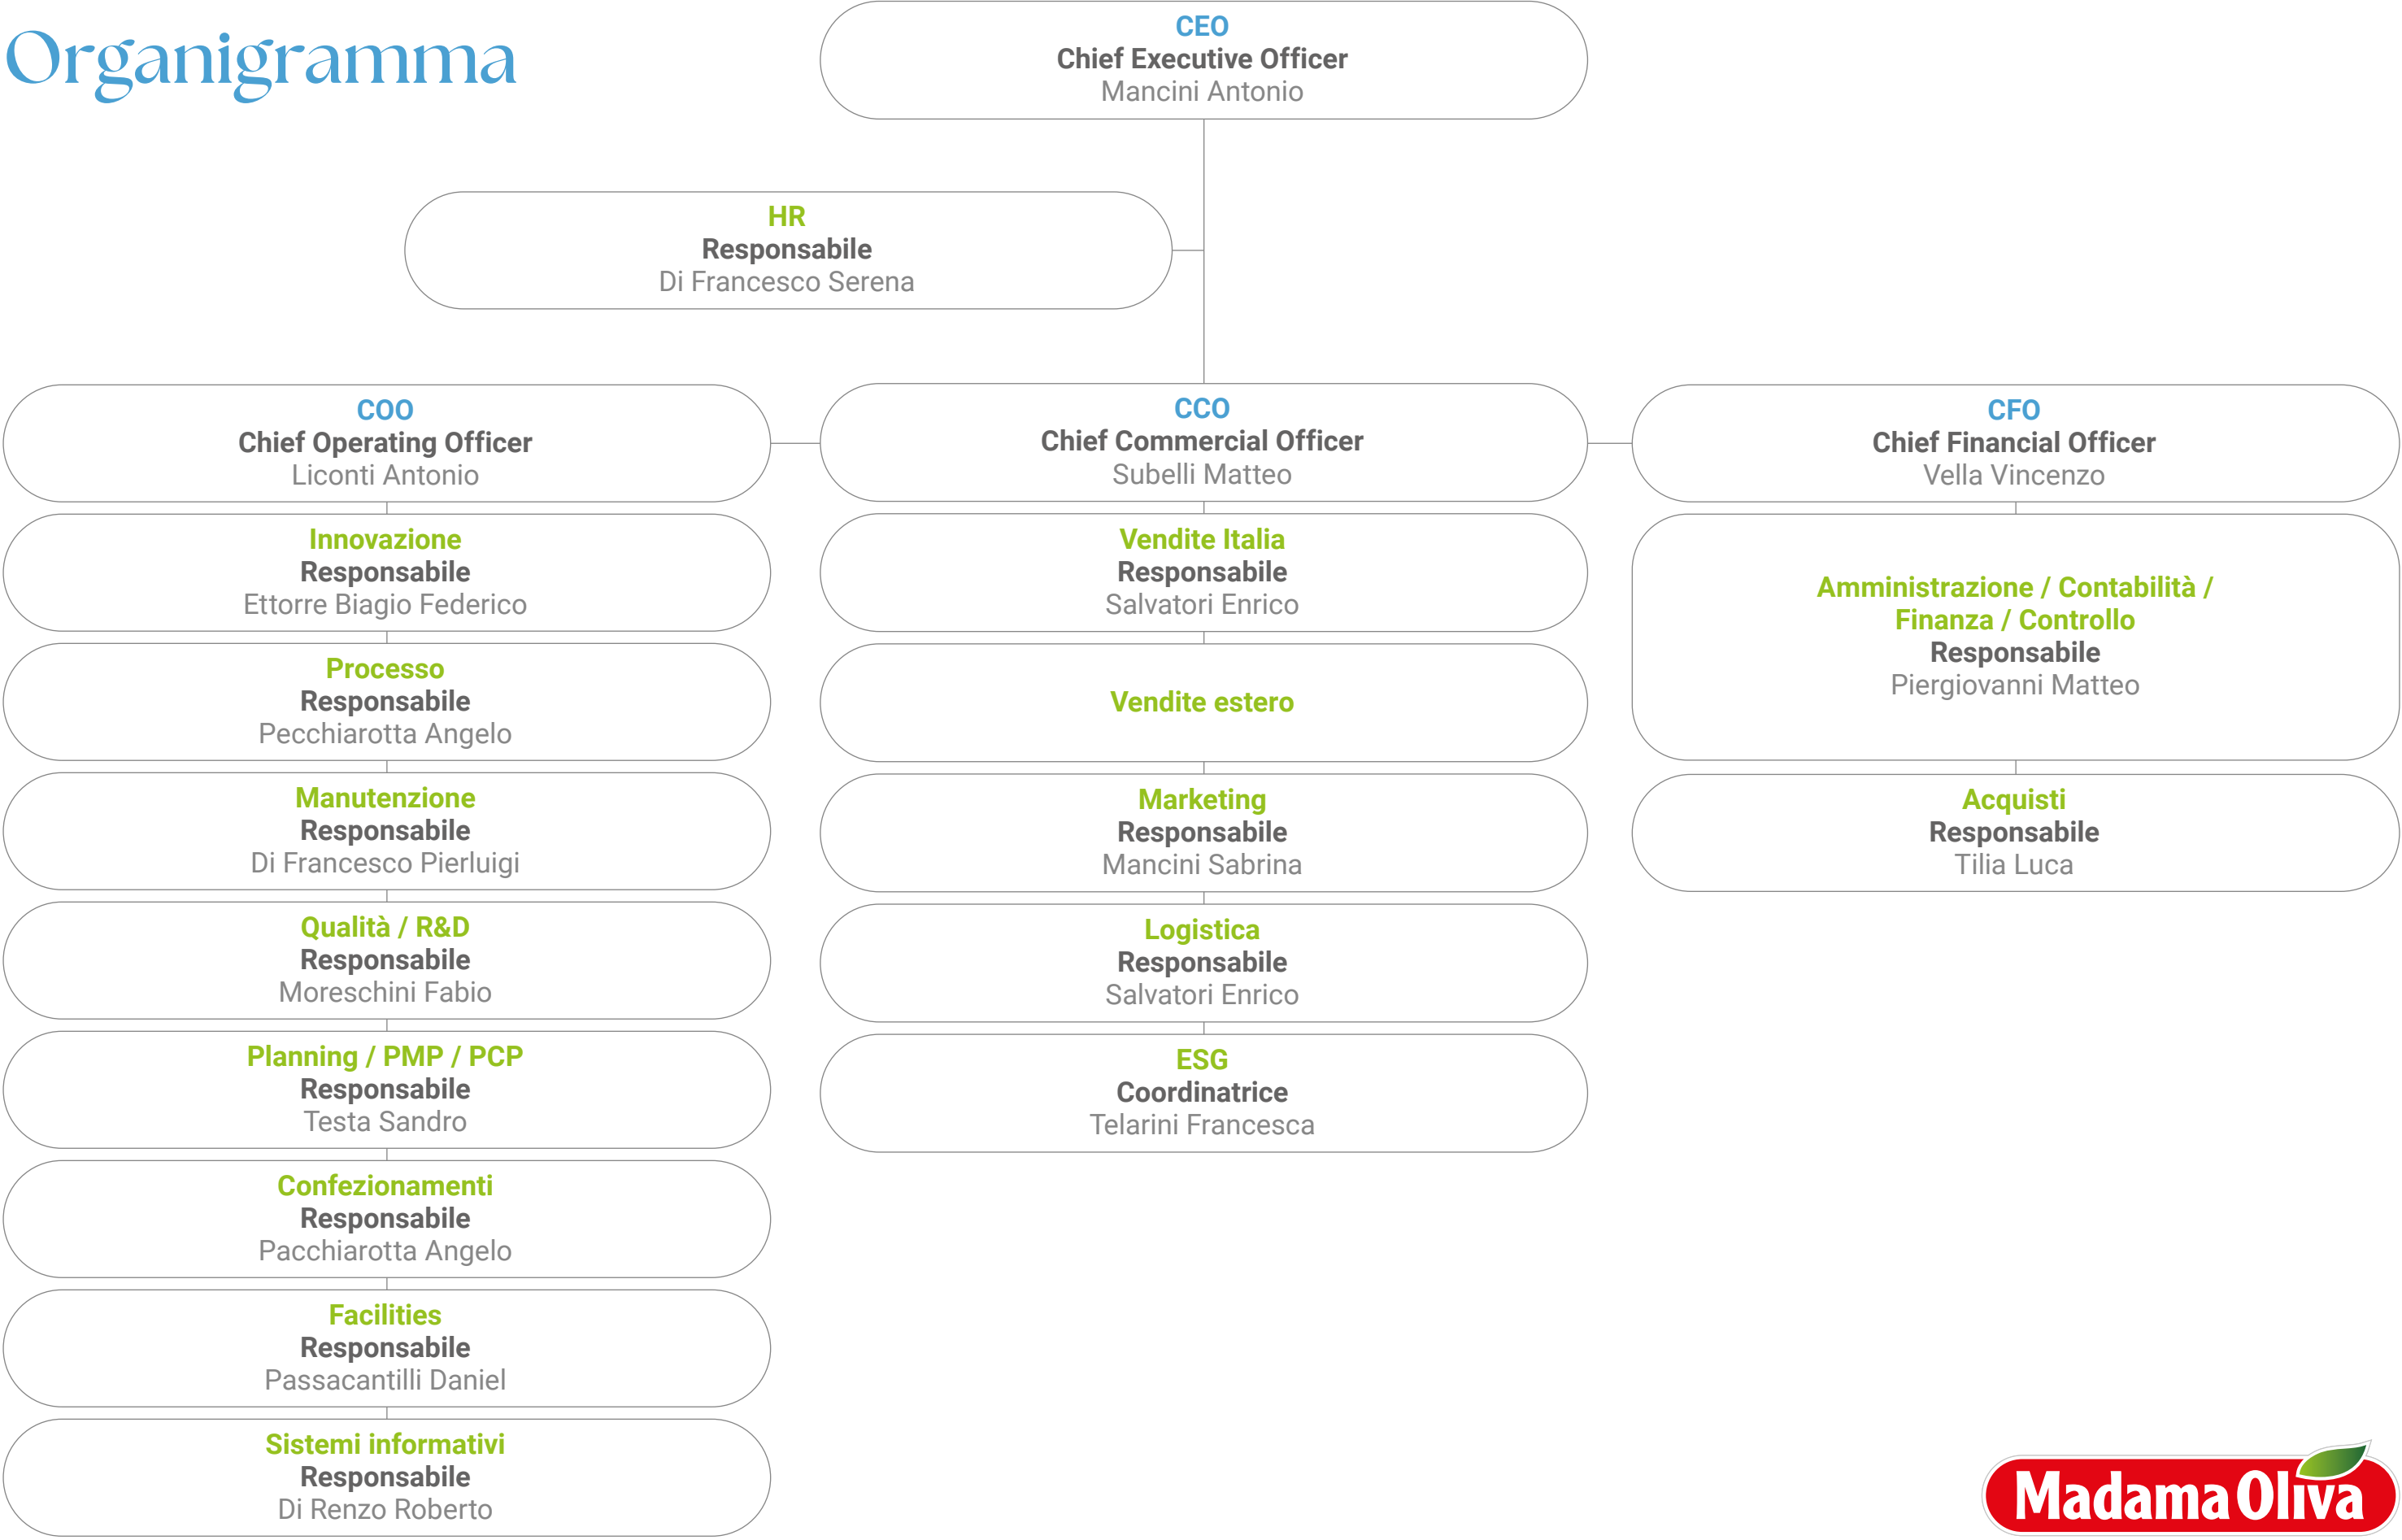 Organigramma
CEO
Chief Executive Officer
Mancini Antonio
HR
Responsabile
Di Francesco Serena
COO
Chief Operating Officer
Liconti Antonio
Innovazione
Responsabile
Ettorre Biagio Federico
Processo
Responsabile
Pecchiarotta Angelo
Manutenzione
Responsabile
Di Francesco Pierluigi
Qualità / R&D
Responsabile
Moreschini Fabio
Planning / PMP / PCP
Responsabile
Testa Sandro
Confezionamenti
Responsabile
Pacchiarotta Angelo
Facilities
Responsabile
Passacantilli Daniel
Sistemi informativi
Responsabile
Di Renzo Roberto
CCO
Chief Commercial Officer
Subelli Matteo
Vendite Italia
Responsabile
Salvatori Enrico
Vendite estero
Marketing
Responsabile
Mancini Sabrina
Logistica
Responsabile
Salvatori Enrico
ESG
Coordinatrice
Telarini Francesca
CFO
Chief Financial Officer
Vella Vincenzo
Amministrazione / Contabilità /
Finanza / Controllo
Responsabile
Piergiovanni Matteo
Acquisti
Responsabile
Tilia Luca
Madama Oliva